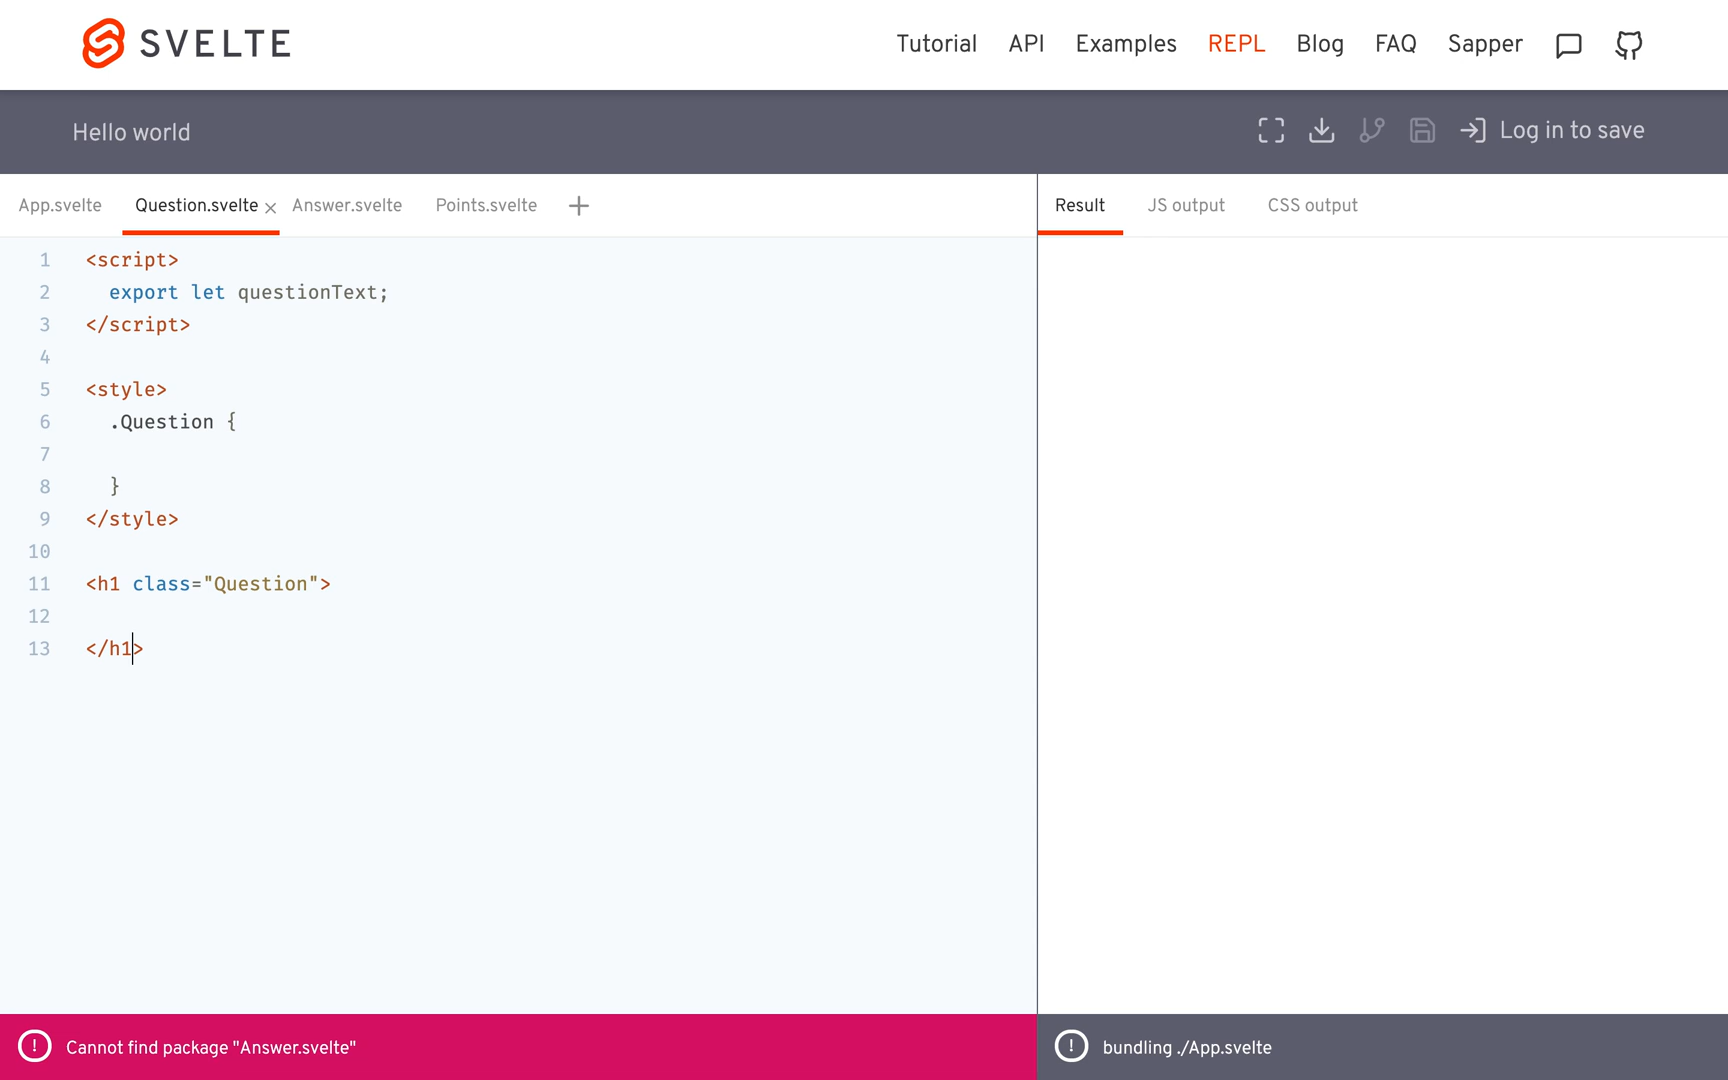 SVELTE
Tutorial API Examples REPL Blog FAQ Sapper
Hello world
Log in to save
App.svelte Question.svelte Answer.svelte Points.svelte
Result JS output CSS output
1 <script>
2 export let questionText;
3 </script>
4
5 <style>
6 .Question {
7
8 }
9 </style>
10
11 <h1 class="Question">
12
13 </h1>
Cannot find package "Answer.svelte"
bundling ./App.svelte